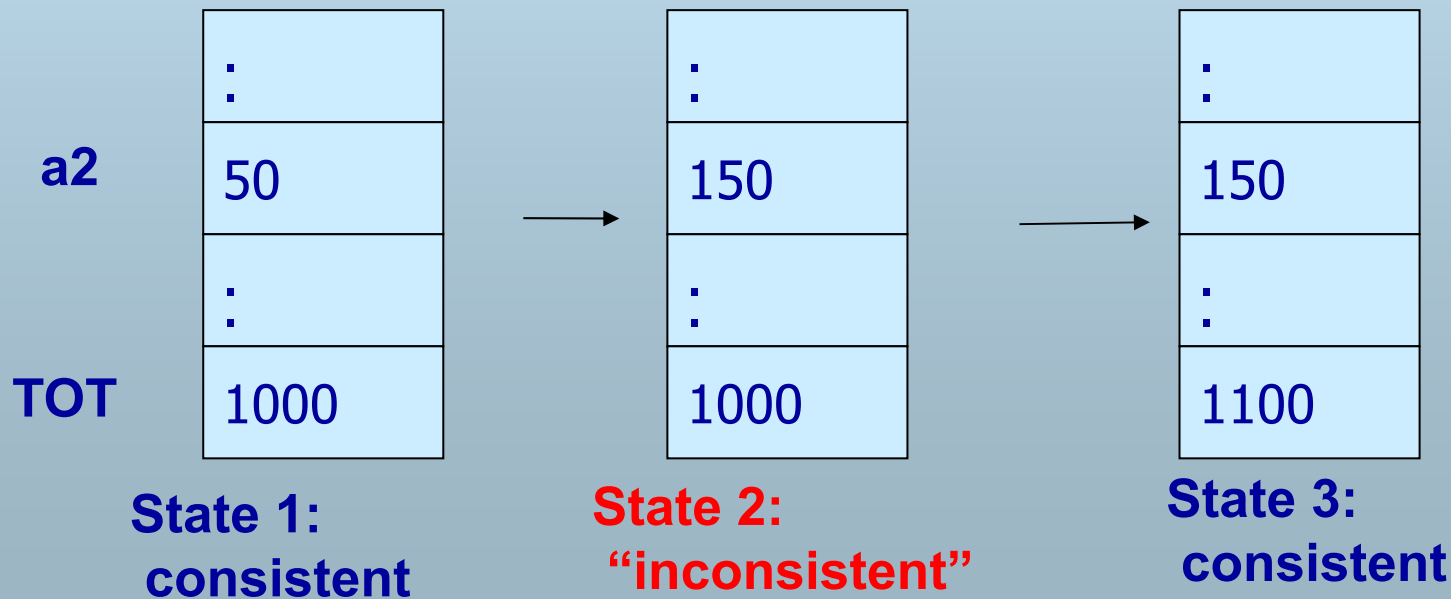 :
:
:
a2
50
150
150
:
:
:
TOT
1000
1000
1100
State 1:
consistent
State 2:
“inconsistent”
State 3:
consistent